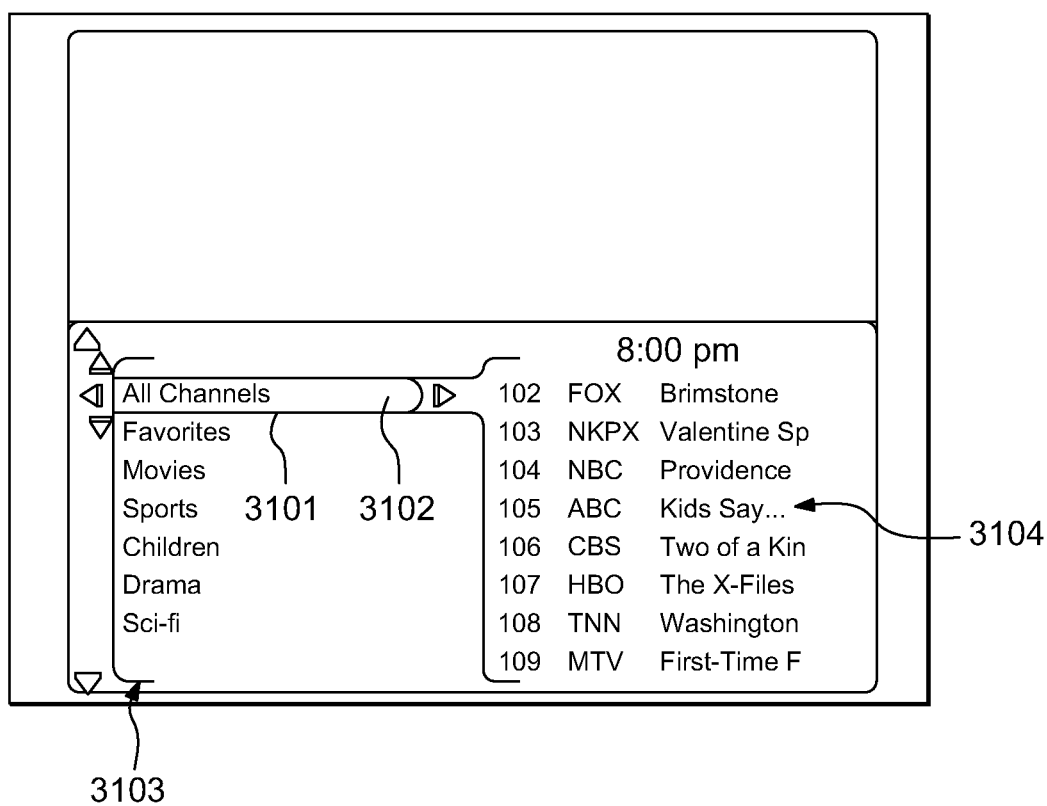 8:00 pm
All Channels 102 FOX Brimstone
Favorites 103 NKPX Valentine Sp
Movies 104 NBC Providence
Sports 3101 3102 105 ABC Kids Say...
3104
Children 106 CBS Two of a Kin
Drama 107 HBO The X-Files
Sci-fi 108 TNN Washington
109 MTV First-Time F
3103